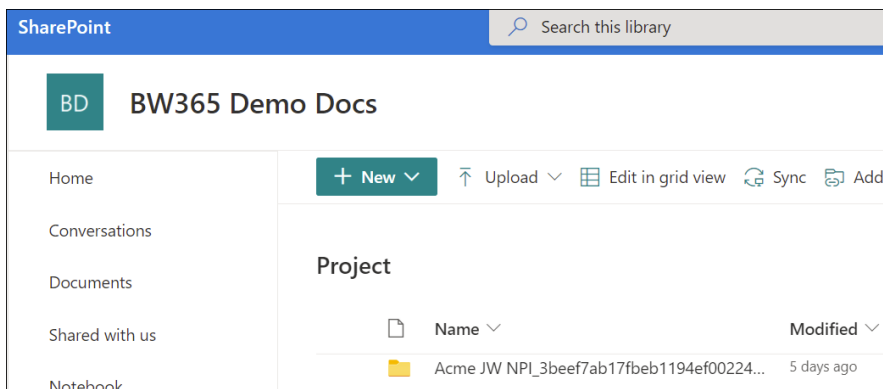 SharePoint
Search this library
BD
BW365 Demo Docs
Home
Conversations
Documents
Shared with us
Notebook
New
Upload
Edit in grid view
Sync
Add
Project
Name
Modified
Acme JW NPI_3beef7ab17fbeb1194ef00224...
5 days ago